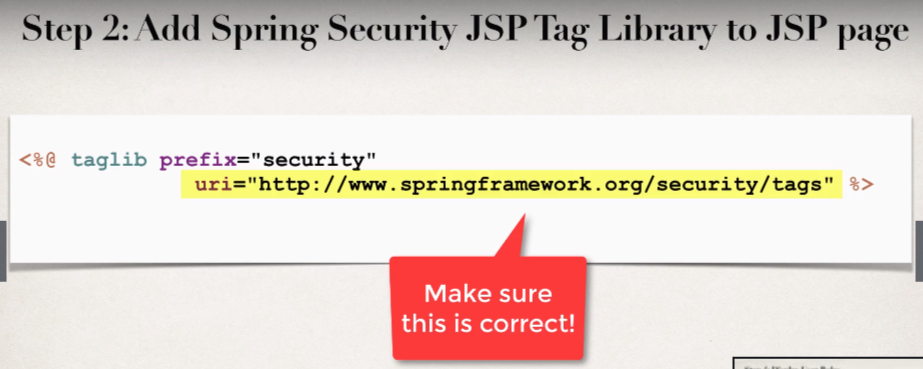 Step 2: Add Spring Security JSP Tag Library to JSP page
<%@ taglib prefix="security"
uri="http://www.springframework.org/security/tags" %>
Make sure
this is correct!